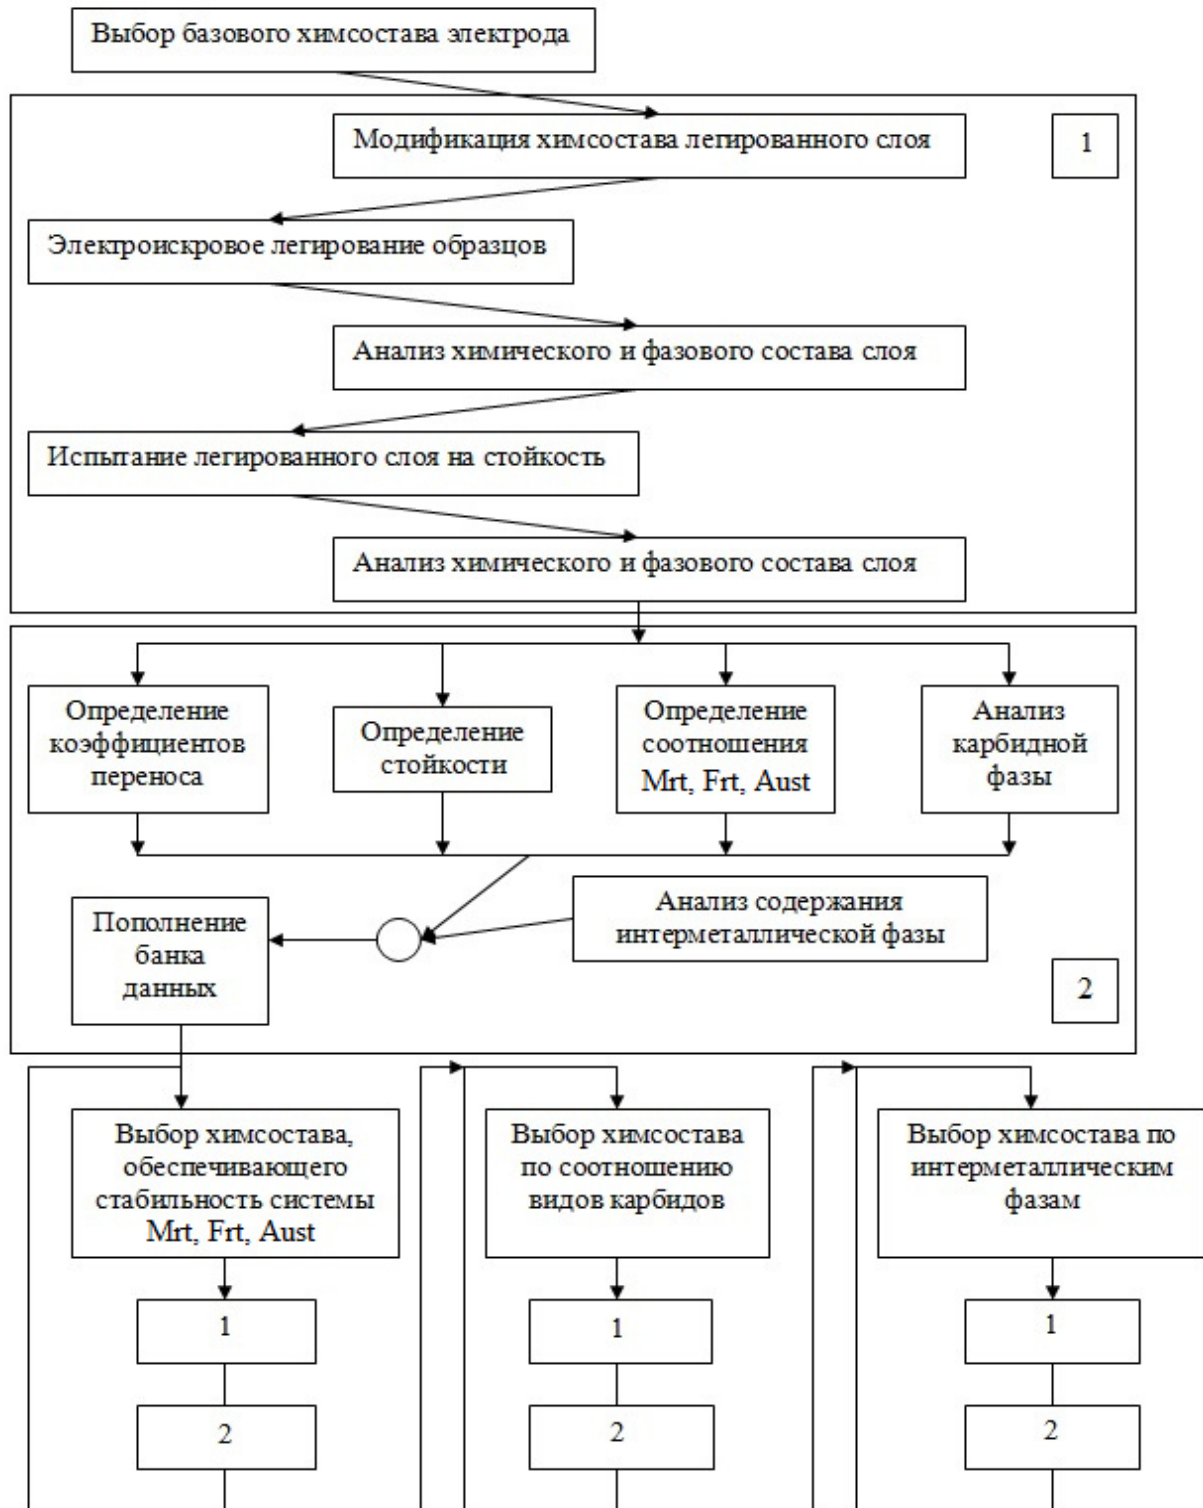 Выбор базового химсостава электрода
Модификация химсостава легированного слоя
1
Электроискровое легирование образцов
Анализ химического и фазового состава слоя
Испытание легированного слоя на стойкость
Анализ химического и фазового состава слоя
Определение
коэффициентов
переноса
Определение
стойкости
Определение
соотношения
Mrt, Frt, Aust
Анализ
карбидной
фазы
Анализ содержания
интерметаллической фазы
Пополнение
банка
данных
2
Выбор химсостава,
обеспечивающего
стабильность системы
Mrt, Frt, Aust
1
2
Выбор химсостава
по соотношению
видов карбидов
1
2
Выбор химсостава по
интерметаллическим
фазам
1
2